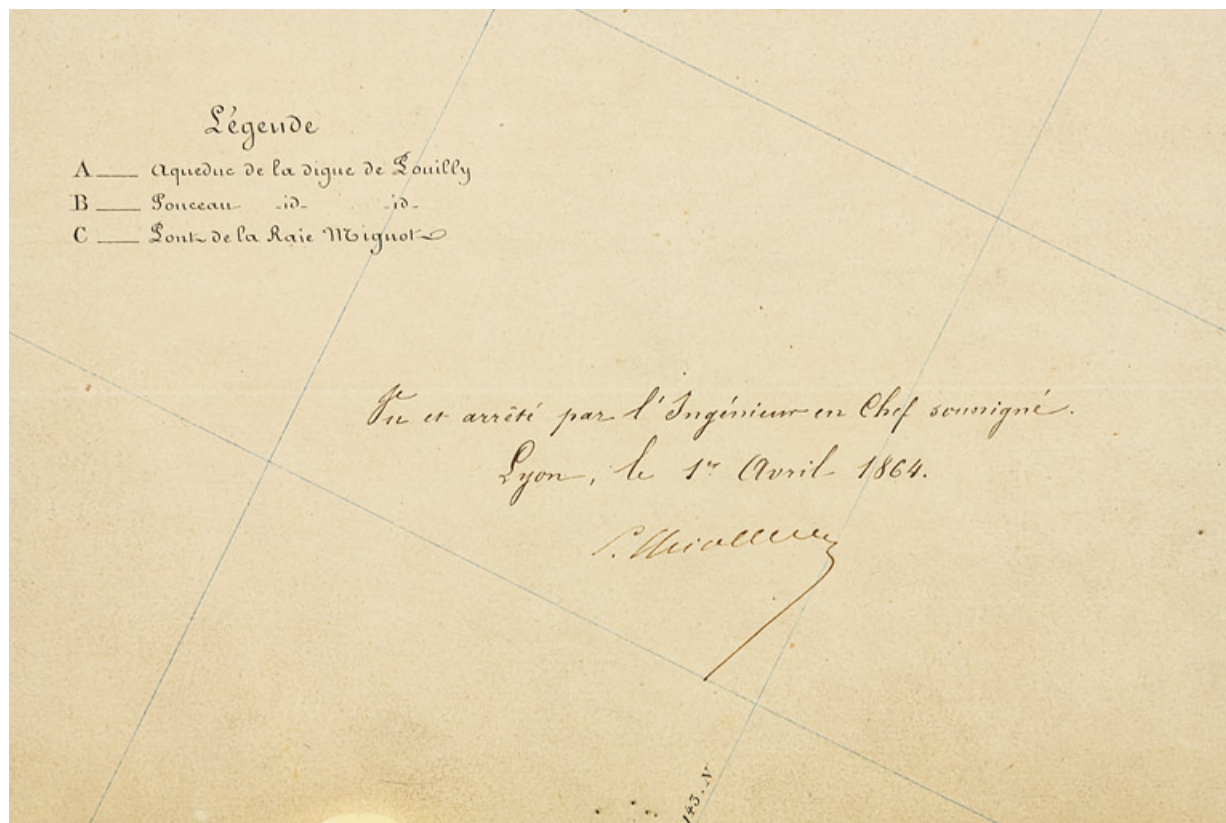 Légende
A ___ Aqueduc de la digue de Pouilly
B ___ Ponceau -id- -id-
C ___ Pont de la Raie Mignot
Vu et arrêté par l'Ingénieur en Chef soussigné.
Lyon, le 1er Avril 1864.
143. N